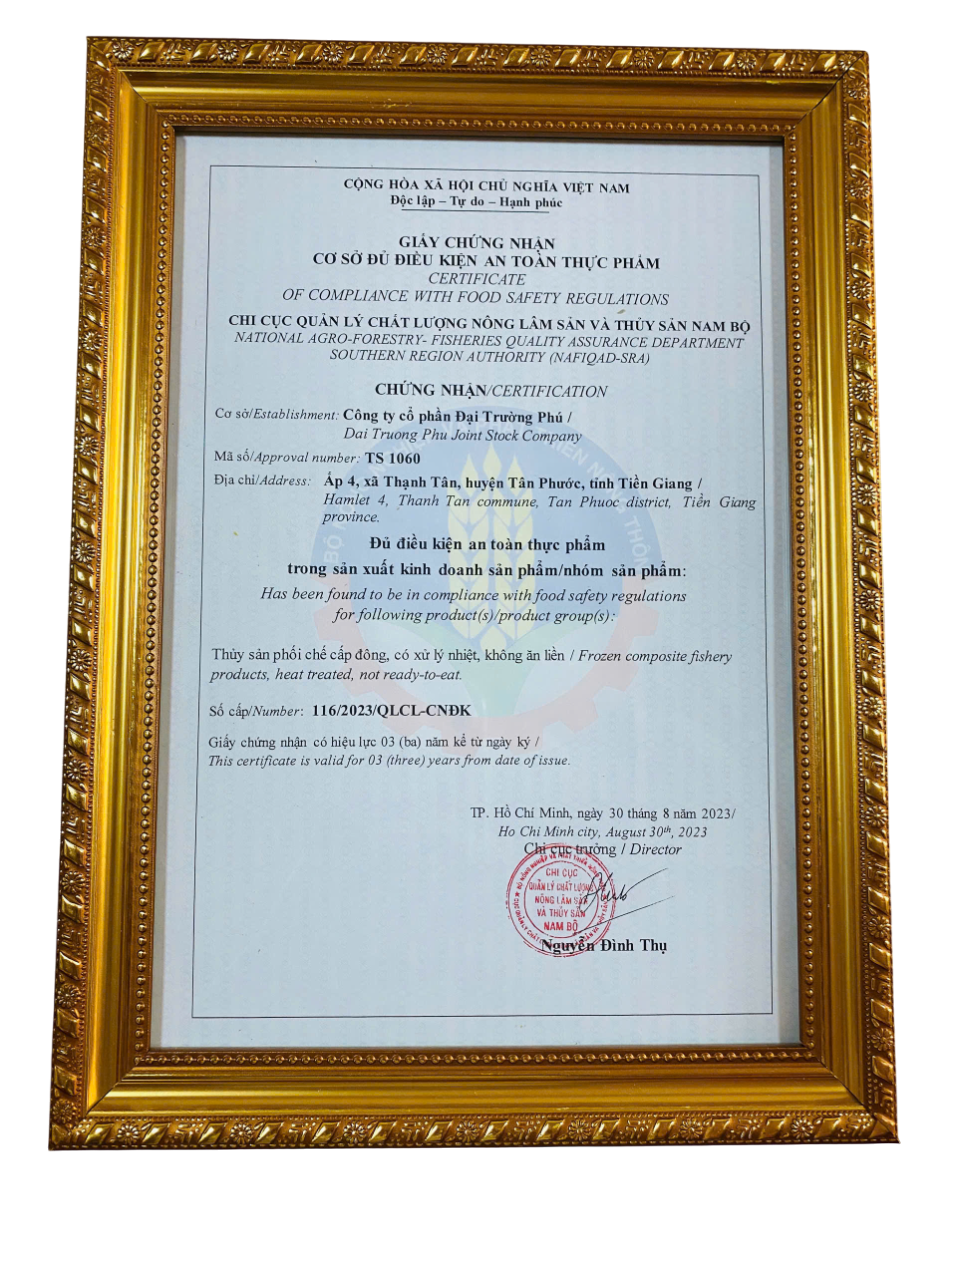 CỘNG HÒA XÃ HỘI CHỦ NGHĨA VIỆT NAM
Độc lập – Tự do – Hạnh phúc
GIẤY CHỨNG NHẬN
CƠ SỞ ĐỦ ĐIỀU KIỆN AN TOÀN THỰC PHẨM
CERTIFICATE
OF COMPLIANCE WITH FOOD SAFETY REGULATIONS
CHI CỤC QUẢN LÝ CHẤT LƯỢNG NÔNG LÂM SẢN VÀ THỦY SẢN NAM BỘ
NATIONAL AGRO-FORESTRY- FISHERIES QUALITY ASSURANCE DEPARTMENT
SOUTHERN REGION AUTHORITY (NAFIQAD-SRA)
CHỨNG NHẬN/CERTIFICATION
Cơ sở/Establishment: Công ty cổ phần Đại Trường Phú /
Dai Truong Phu Joint Stock Company
Mã số/Approval number: TS 1060
Địa chỉ/Address: Ấp 4, xã Thạnh Tân, huyện Tân Phước, tỉnh Tiền Giang /
Hamlet 4, Thanh Tan commune, Tan Phuoc district, Tiền Giang
province.
Đủ điều kiện an toàn thực phẩm
trong sản xuất kinh doanh sản phẩm/nhóm sản phẩm:
Has been found to be in compliance with food safety regulations
for following product(s)/product group(s):
Thủy sản phối chế cấp đông, có xử lý nhiệt, không ăn liền / Frozen composite fishery
products, heat treated, not ready-to-eat.
Số cấp/Number: 116/2023/QLCL-CNĐK
Giấy chứng nhận có hiệu lực 03 (ba) năm kể từ ngày ký /
This certificate is valid for 03 (three) years from date of issue.
TP. Hồ Chí Minh, ngày 30 tháng 8 năm 2023/
Ho Chi Minh city, August 30th, 2023
Chi cục trưởng / Director
CHI CỤC
QUẢN LÝ CHẤT LƯỢNG
NÔNG LÂM SẢN
VÀ THỦY SẢN
NAM BỘ
Nguyễn Đình Thụ